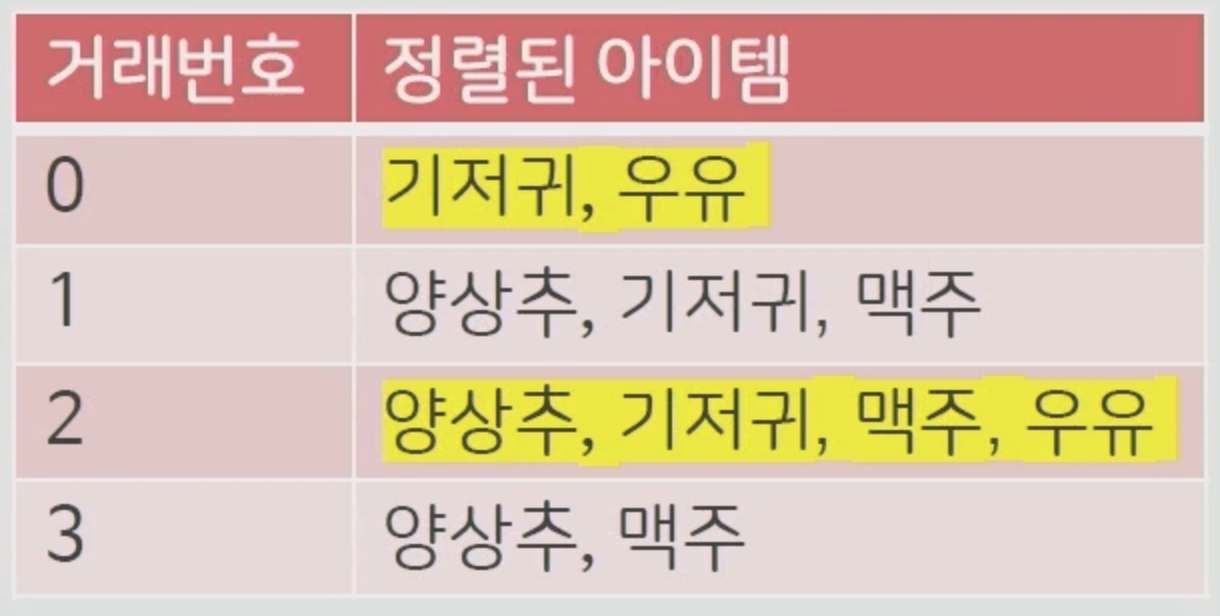 거래번호 정렬된 아이템
0 기저귀, 우유
1 양상추, 기저귀, 맥주
2 양상추, 기저귀, 맥주, 우유
3 양상추, 맥주